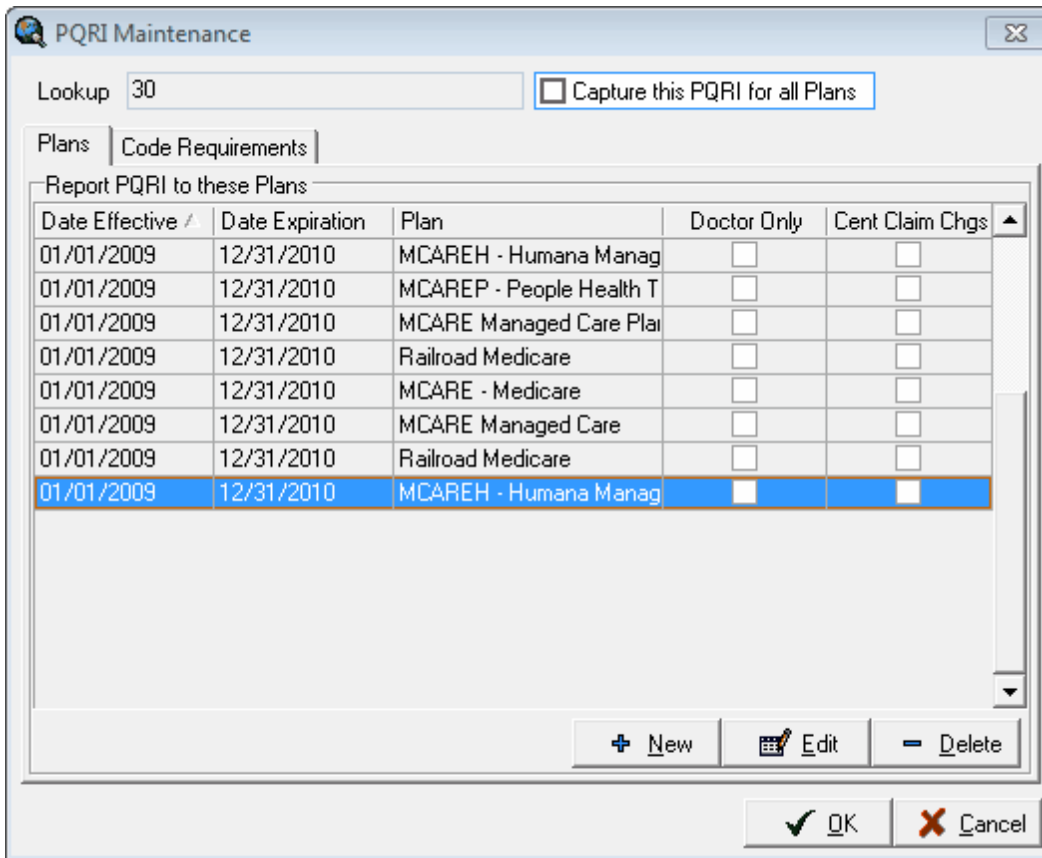 PQRI Maintenance
Lookup 30 Capture this PQRI for all Plans
Plans Code Requirements
Report PQRI to these Plans
Date Effective Date Expiration Plan Doctor Only Cent Claim Chgs
01/01/2009 12/31/2010 MCAREH - Humana Manag
01/01/2009 12/31/2010 MCAREP - People Health T
01/01/2009 12/31/2010 MCARE Managed Care Plan
01/01/2009 12/31/2010 Railroad Medicare
01/01/2009 12/31/2010 MCARE - Medicare
01/01/2009 12/31/2010 MCARE Managed Care
01/01/2009 12/31/2010 Railroad Medicare
01/01/2009 12/31/2010 MCAREH - Humana Manag
New Edit Delete
OK Cancel